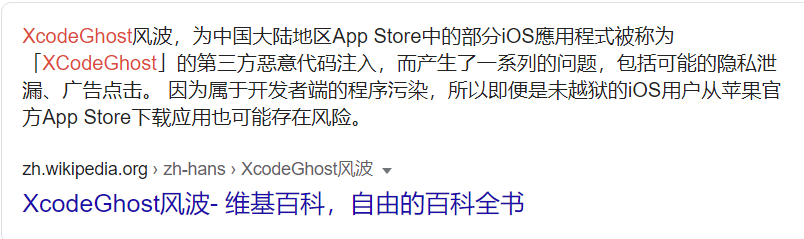 XcodeGhost风波，为中国大陆地区App Store中的部分iOS應用程式被称为
「XCodeGhost」的第三方惡意代码注入，而产生了一系列的问题，包括可能的隐私泄
漏、广告点击。 因为属于开发者端的程序污染，所以即便是未越狱的iOS用户从苹果官
方App Store下载应用也可能存在风险。
zh.wikipedia.org › zh-hans › XcodeGhost风波
XcodeGhost风波- 维基百科，自由的百科全书